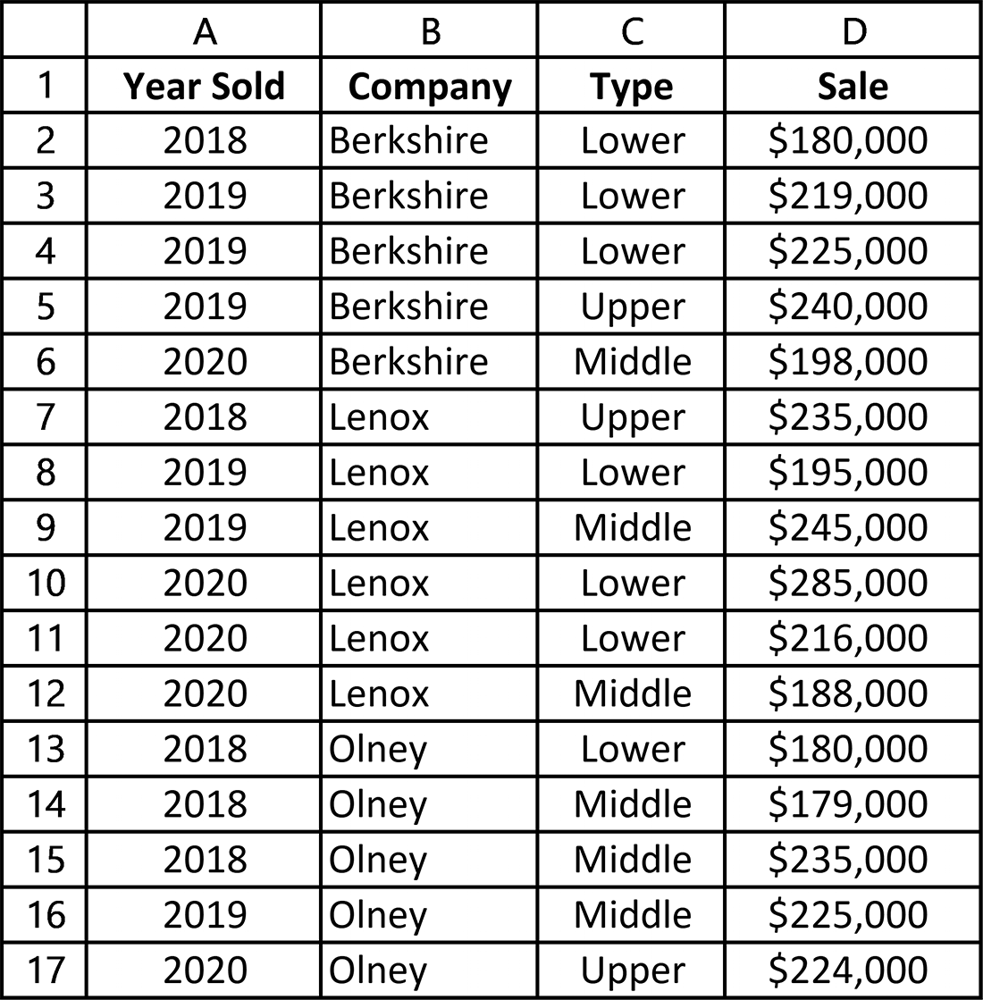 A B C D
1 Year Sold Company Type Sale
2 2018 Berkshire Lower $180,000
3 2019 Berkshire Lower $219,000
4 2019 Berkshire Lower $225,000
5 2019 Berkshire Upper $240,000
6 2020 Berkshire Middle $198,000
7 2018 Lenox Upper $235,000
8 2019 Lenox Lower $195,000
9 2019 Lenox Middle $245,000
10 2020 Lenox Lower $285,000
11 2020 Lenox Lower $216,000
12 2020 Lenox Middle $188,000
13 2018 Olney Lower $180,000
14 2018 Olney Middle $179,000
15 2018 Olney Middle $235,000
16 2019 Olney Middle $225,000
17 2020 Olney Upper $224,000